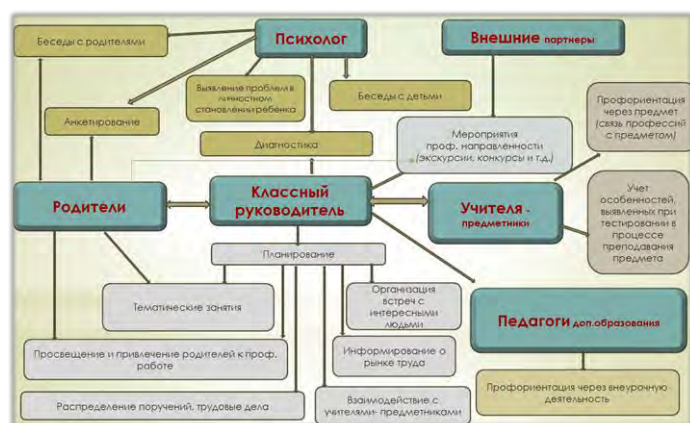 Беседы с родителями
Психолог
Внешние партнеры
Выявление проблем в
личностном
становлении ребенка
Беседы с детьми
Профориентация
через предмет
(связь профессий
с предметом)
Анкетирование
Диагностика
Мероприятия
проф. направленности
(экскурсии, конкурсы и т.д.)
Родители
Классный
руководитель
Учителя -
предметники
Учет
особенностей,
выявленных при
тестировании в
процессе
преподавания
предмета
Планирование
Тематические занятия
Организация
встреч с
интересными
людьми
Педагоги доп.образования
Просвещение и привлечение родителей к проф.
работе
Информирование о
рынке труда
Распределение поручений, трудовые дела
Взаимодействие с
учителями- предметниками
Профориентация через внеурочную
деятельность